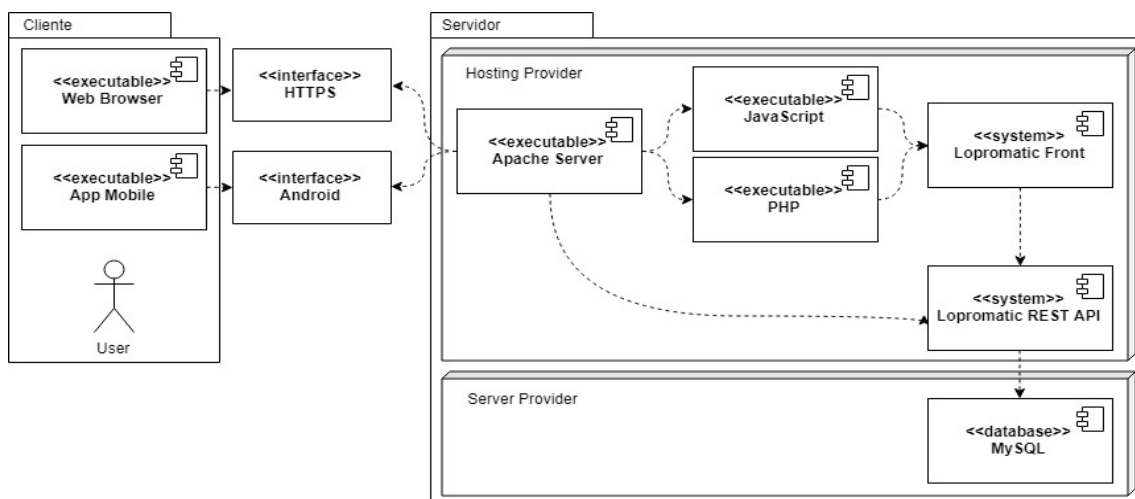 Cliente
<<executable>>
Web Browser
<<executable>>
App Mobile
User
<<interface>>
HTTPS
<<interface>>
Android
Servidor
Hosting Provider
<<executable>>
Apache Server
<<executable>>
JavaScript
<<executable>>
PHP
<<system>>
Lopromatic Front
<<system>>
Lopromatic REST API
Server Provider
<<database>>
MySQL